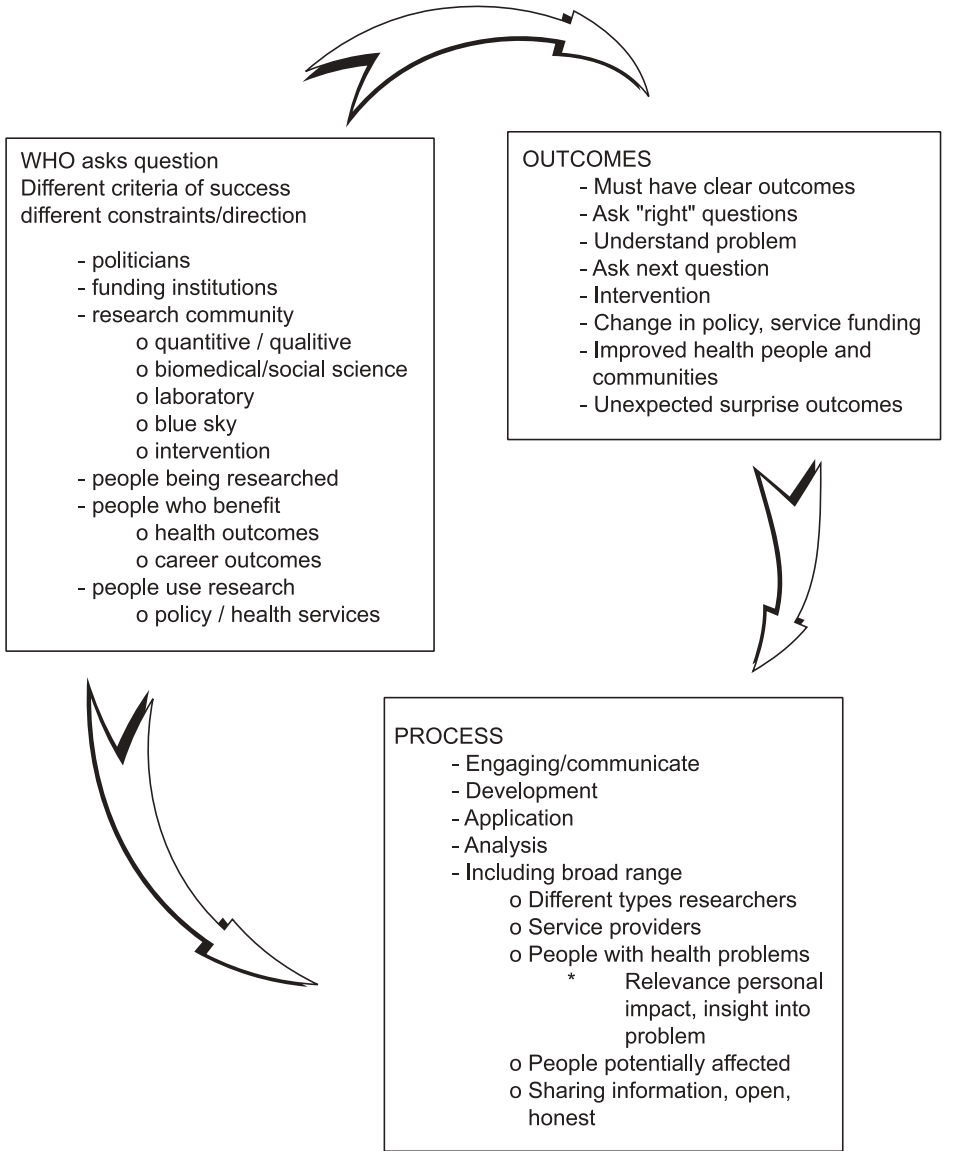 WHO asks question
Different criteria of success
different constraints/direction
- politicians
- funding institutions
- research community
o quantitive / qualitive
o biomedical/social science
o laboratory
o blue sky
o intervention
- people being researched
- people who benefit
o health outcomes
o career outcomes
- people use research
o policy / health services
OUTCOMES
- Must have clear outcomes
- Ask "right" questions
- Understand problem
- Ask next question
- Intervention
- Change in policy, service funding
- Improved health people and
communities
- Unexpected surprise outcomes
PROCESS
- Engaging/communicate
- Development
- Application
- Analysis
- Including broad range
o Different types researchers
o Service providers
o People with health problems
* Relevance personal
impact, insight into
problem
o People potentially affected
o Sharing information, open,
honest